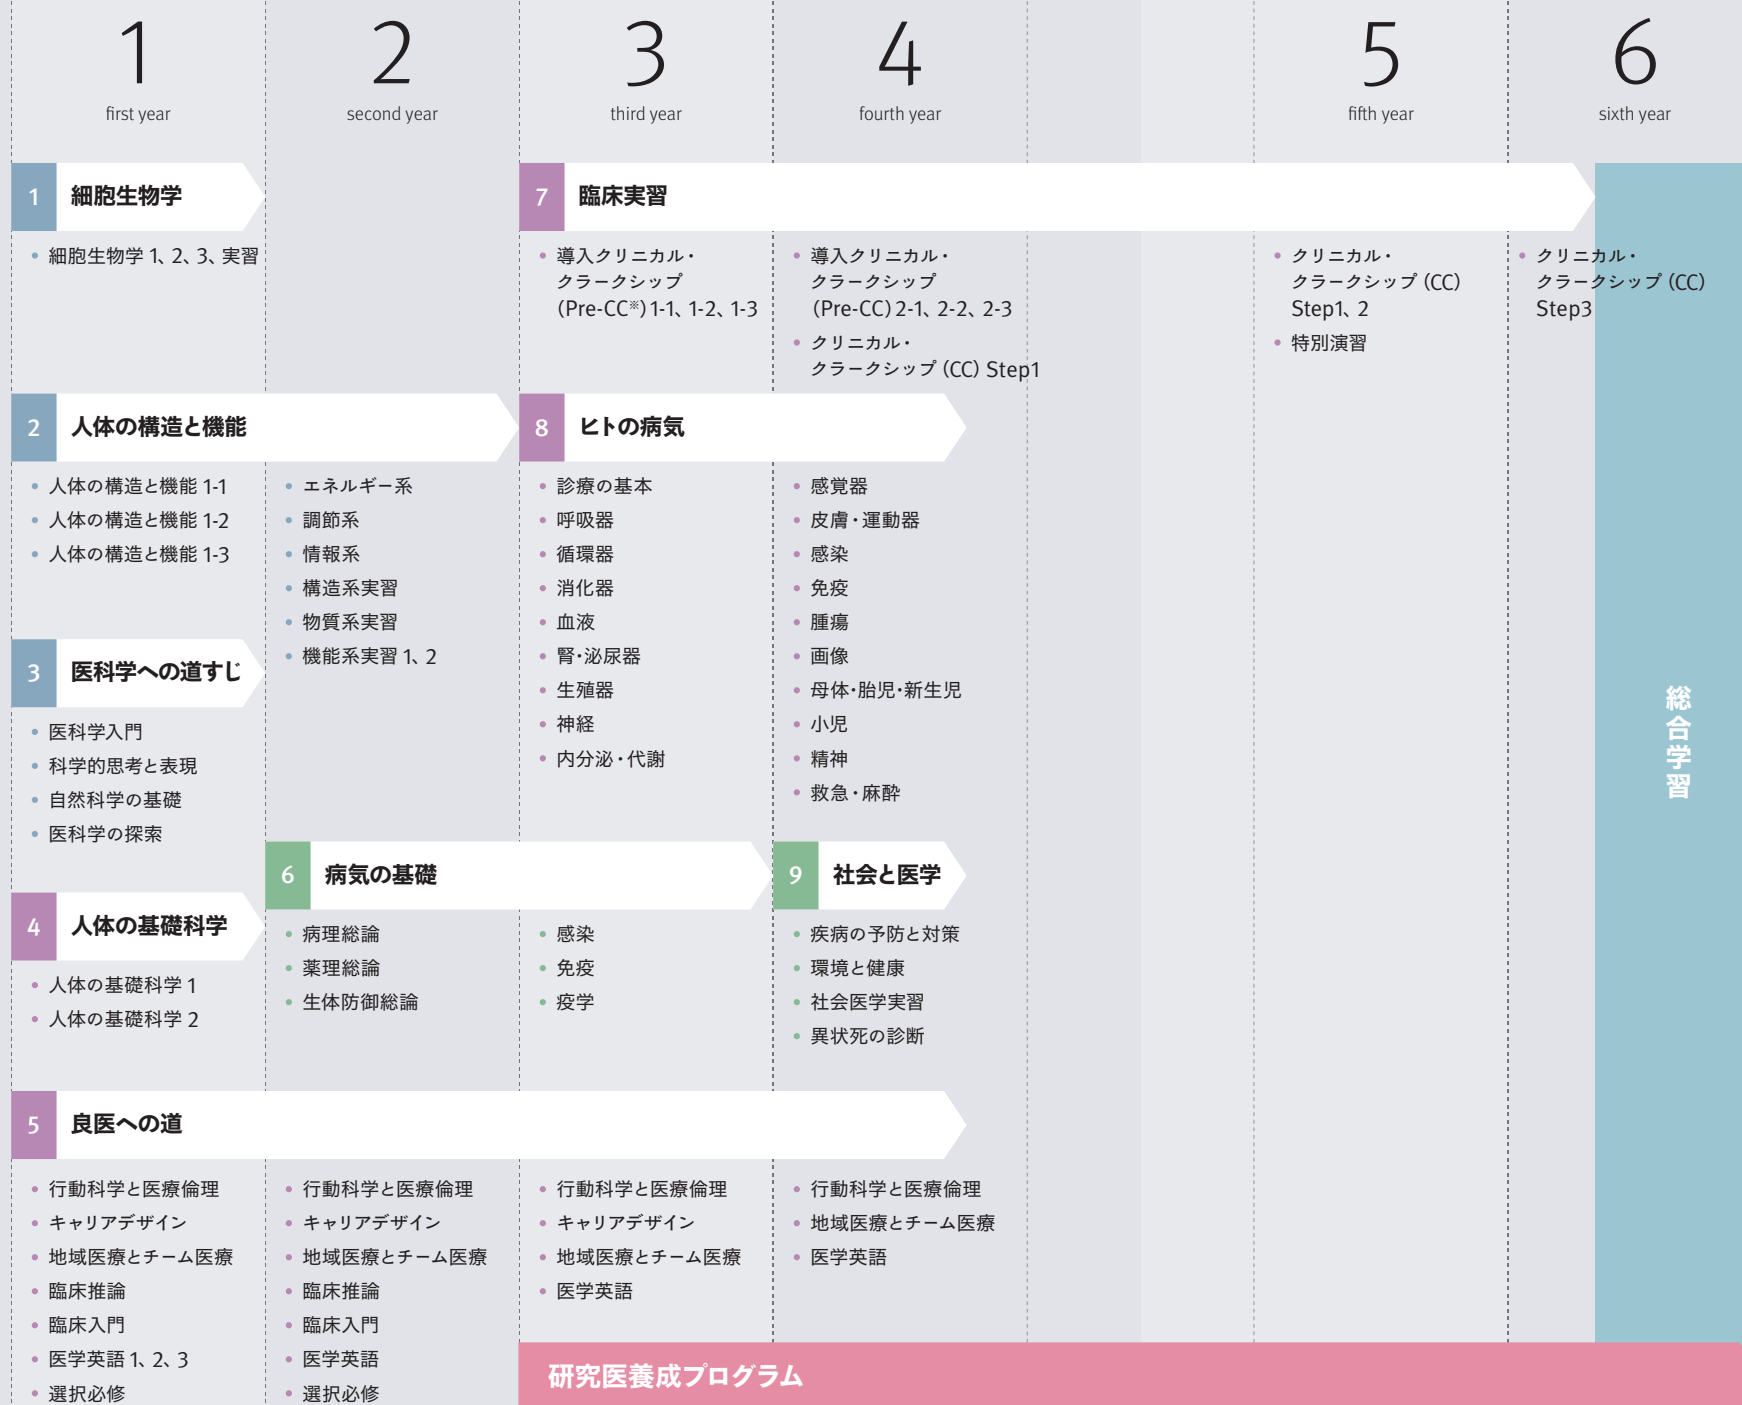 1
first year
2
second year
3
third year
4
fourth year
5
fifth year
6
sixth year
1 細胞生物学
• 細胞生物学 1、2、3、実習
2 人体の構造と機能
• 人体の構造と機能 1-1
• 人体の構造と機能 1-2
• 人体の構造と機能 1-3
• エネルギー系
• 調節系
• 情報系
• 構造系実習
• 物質系実習
• 機能系実習 1、2
3 医科学への道すじ
• 医科学入門
• 科学的思考と表現
• 自然科学の基礎
• 医科学の探索
4 人体の基礎科学
• 人体の基礎科学 1
• 人体の基礎科学 2
5 良医への道
• 行動科学と医療倫理
• キャリアデザイン
• 地域医療とチーム医療
• 臨床推論
• 臨床入門
• 医学英語 1、2、3
• 選択必修
• 行動科学と医療倫理
• キャリアデザイン
• 地域医療とチーム医療
• 臨床推論
• 臨床入門
• 医学英語
• 選択必修
• 行動科学と医療倫理
• キャリアデザイン
• 地域医療とチーム医療
• 医学英語
• 行動科学と医療倫理
• 地域医療とチーム医療
• 医学英語
6 病気の基礎
• 病理総論
• 薬理総論
• 生体防御総論
• 感染
• 免疫
• 疫学
7 臨床実習
• 導入クリニカル・
クラークシップ
（Pre-CC※）1-1、1-2、1-3
• 導入クリニカル・
クラークシップ
（Pre-CC）2-1、2-2、2-3
• クリニカル・
クラークシップ（CC）Step1
• クリニカル・
クラークシップ（CC）
Step1、2
• 特別演習
• クリニカル・
クラークシップ（CC）
Step3
8 ヒトの病気
• 診療の基本
• 呼吸器
• 循環器
• 消化器
• 血液
• 腎・泌尿器
• 生殖器
• 神経
• 内分泌・代謝
• 感覚器
• 皮膚・運動器
• 感染
• 免疫
• 腫瘍
• 画像
• 母体・胎児・新生児
• 小児
• 精神
• 救急・麻酔
9 社会と医学
• 疾病の予防と対策
• 環境と健康
• 社会医学実習
• 異状死の診断
総合学習
研究医養成プログラム